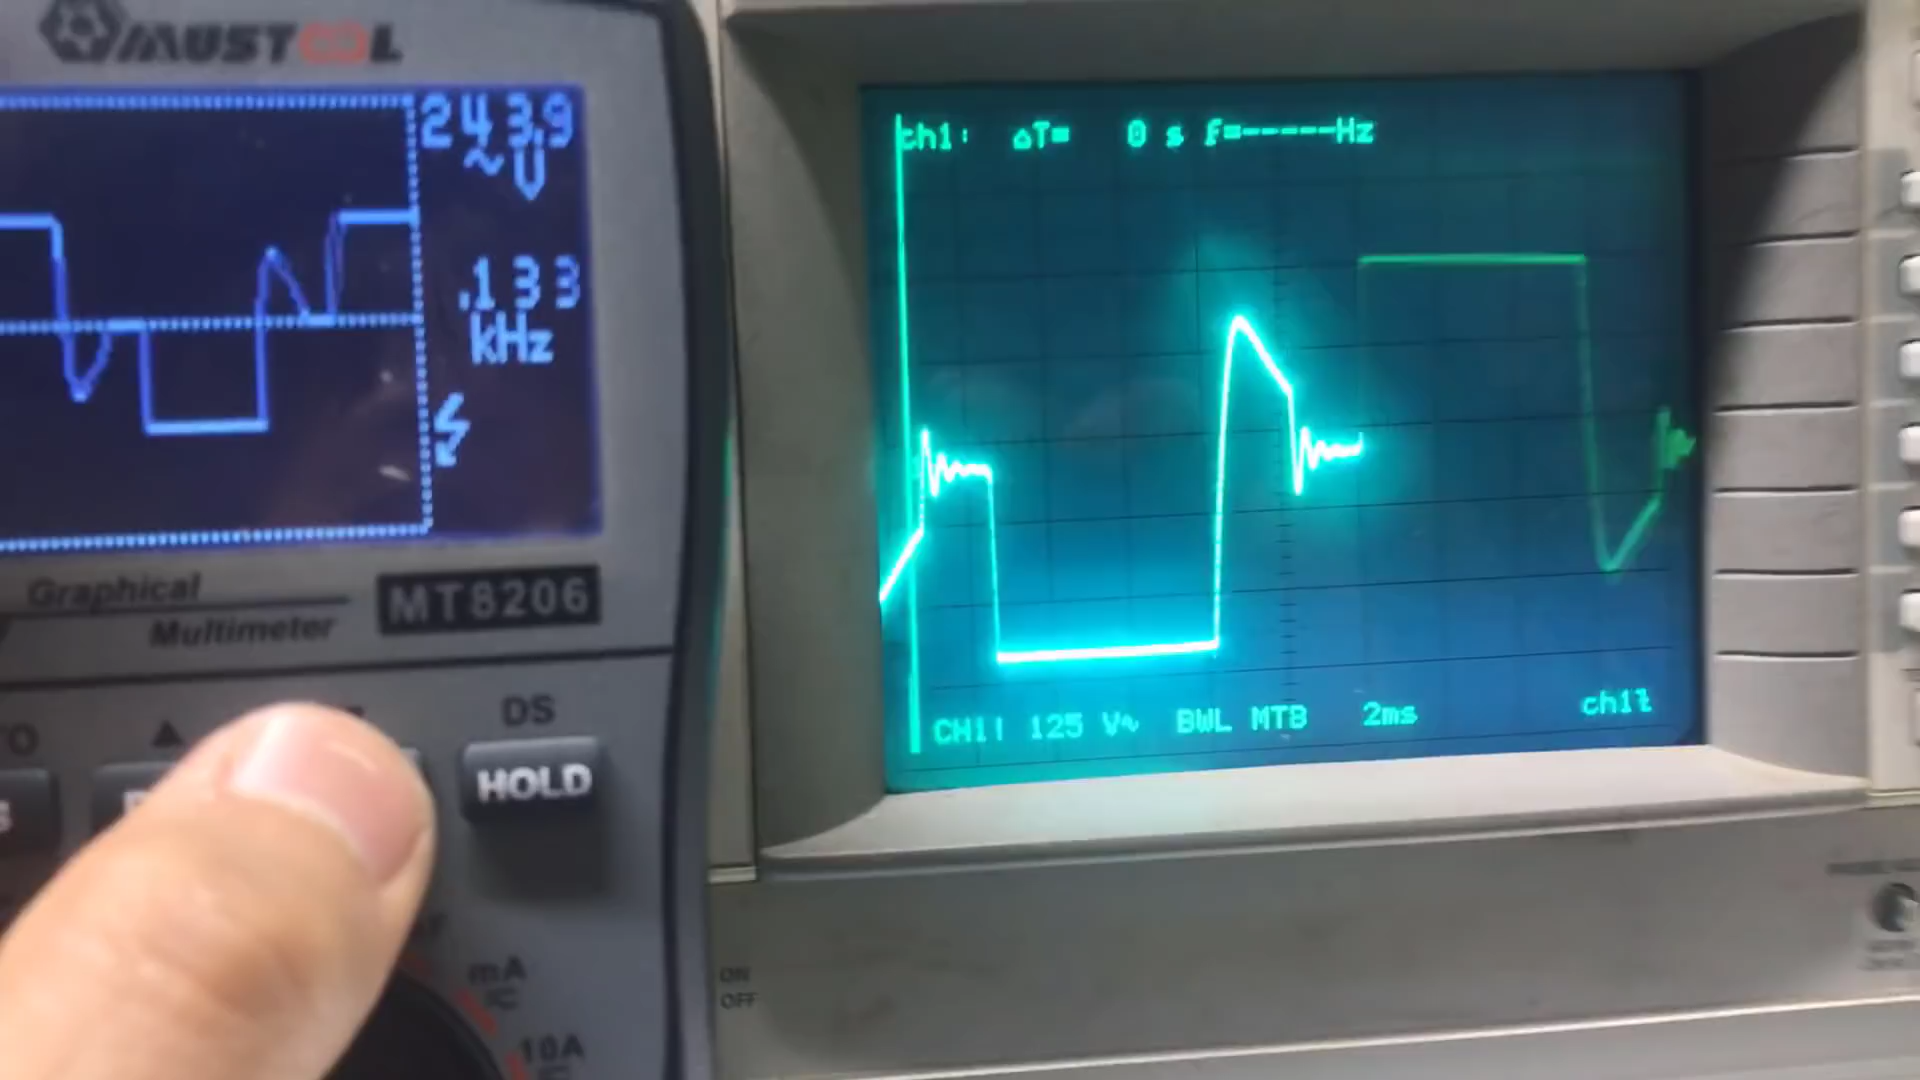 MUSTOOL
243.9
~V
.133
kHz
Graphical
Multimeter
MT8206
DS
HOLD
mA
10A
ch1: ΔT= 0 s f=-----Hz
CH1: 125 V~ BWL MTB 2ms ch1
ON
OFF